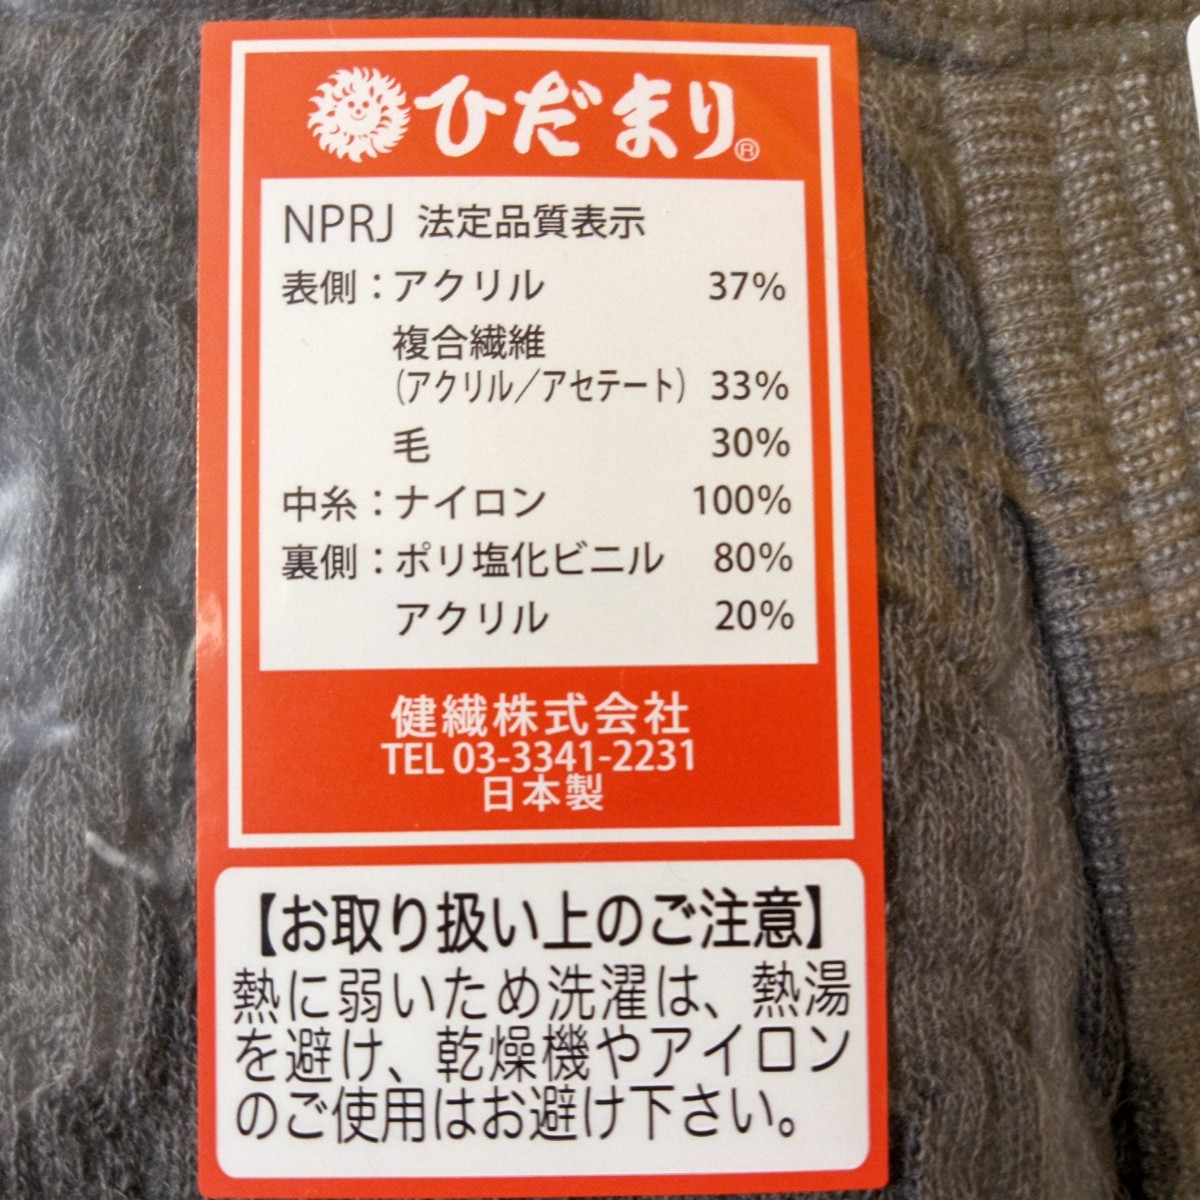 ひだまり®
NPRJ 法定品質表示
表側：アクリル 37%
複合繊維
（アクリル／アセテート） 33%
毛 30%
中糸：ナイロン 100%
裏側：ポリ塩化ビニル 80%
アクリル 20%
健繊株式会社
TEL 03-3341-2231
日本製
【お取り扱い上のご注意】
熱に弱いため洗濯は、熱湯
を避け、乾燥機やアイロン
のご使用はお避け下さい。